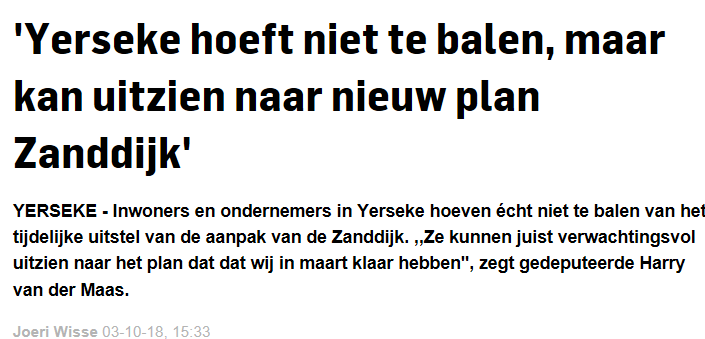 'Yerseke hoeft niet te balen, maar
kan uitzien naar nieuw plan
Zanddijk'
YERSEKE - Inwoners en ondernemers in Yerseke hoeven écht niet te balen van het
tijdelijke uitstel van de aanpak van de Zanddijk. ,,Ze kunnen juist verwachtingsvol
uitzien naar het plan dat dat wij in maart klaar hebben'', zegt gedeputeerde Harry
van der Maas.
Joeri Wisse 03-10-18, 15:33